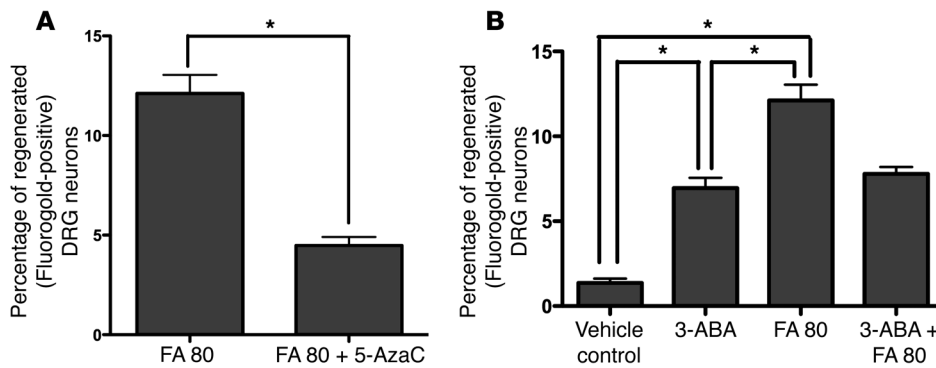 A
Percentage of regenerated
(Fluorogold-positive)
DRG neurons
15
10
5
0
*
FA 80
FA 80 + 5-AzaC
B
Percentage of regenerated
(Fluorogold-positive)
DRG neurons
15
10
5
0
*
*
*
Vehicle
control
3-ABA
FA 80
3-ABA +
FA 80